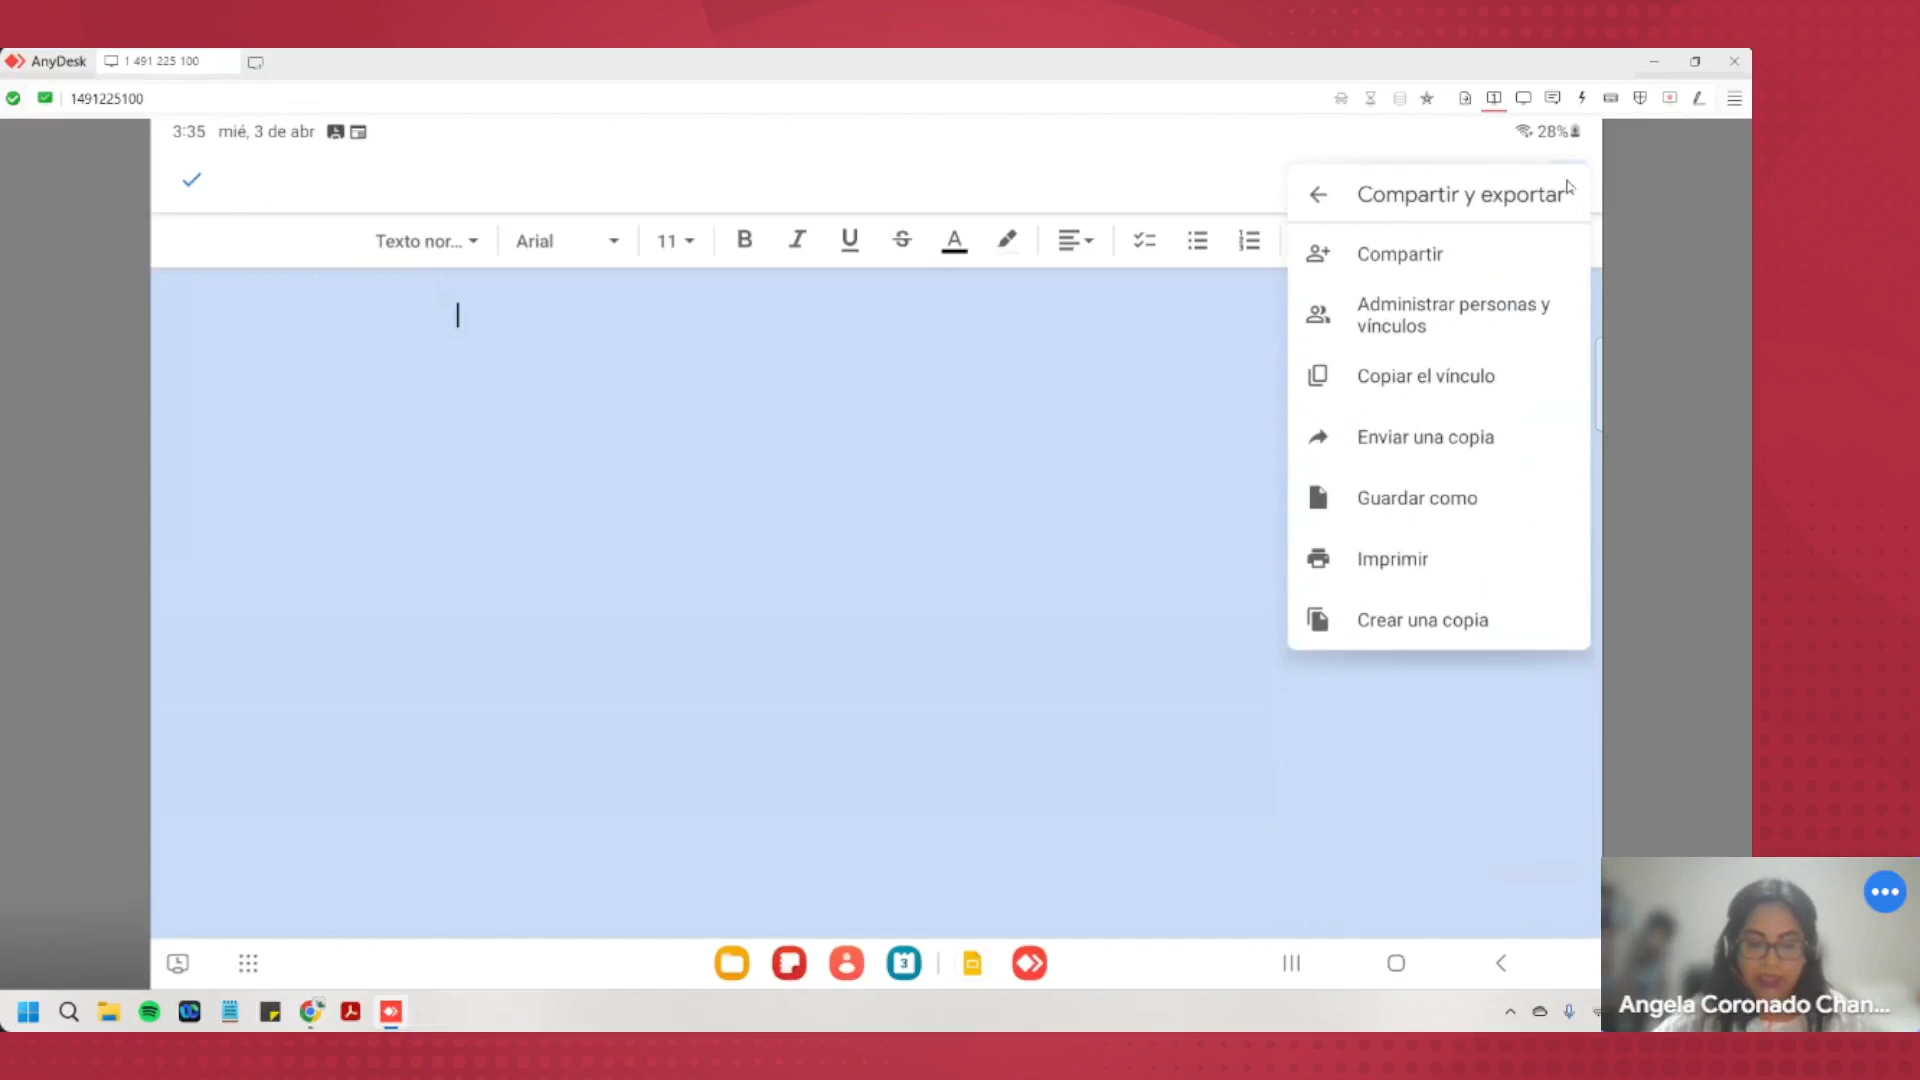 AnyDesk
1 491 225 100
1491225100
3:35 mié, 3 de abr
28%
Compartir y exportar
Texto nor...
Arial
11
B I U S A
Compartir
Administrar personas y
vínculos
Copiar el vínculo
Enviar una copia
Guardar como
Imprimir
Crear una copia
3
Angela Coronado Chan...